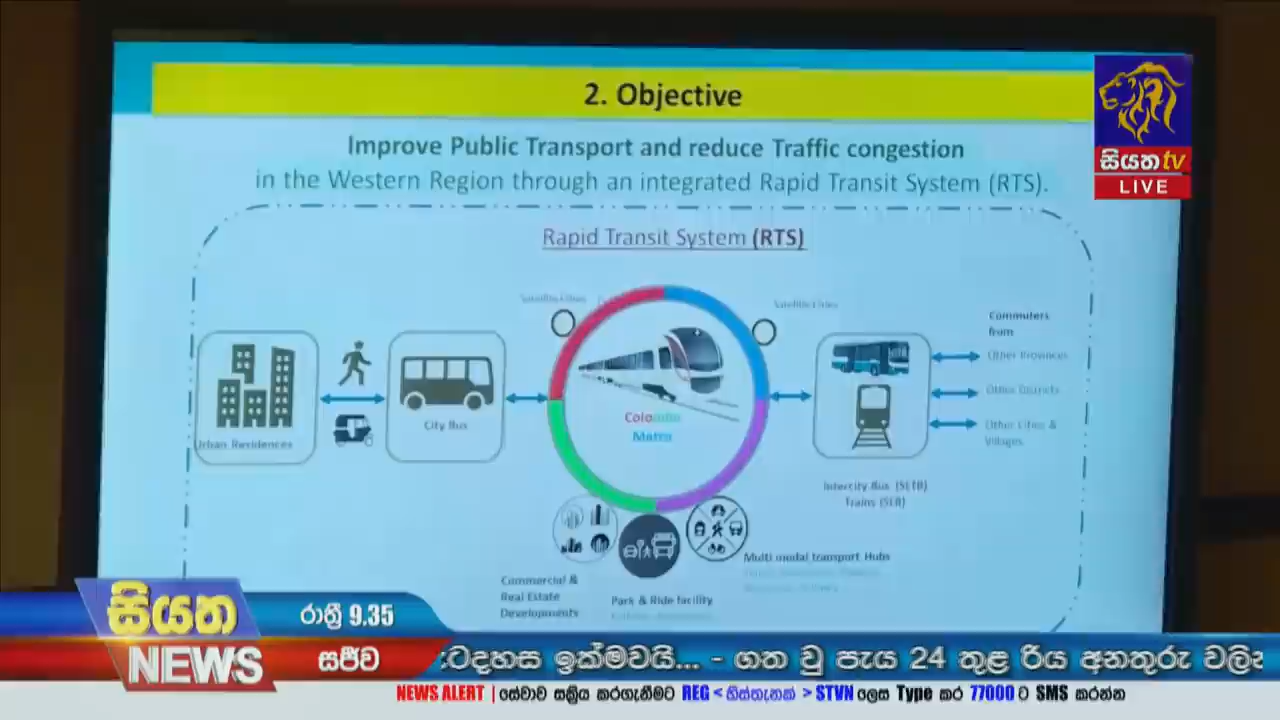 2. Objective
Improve Public Transport and reduce Traffic congestion
in the Western Region through an integrated Rapid Transit System (RTS).
සියත tv
LIVE
Rapid Transit System (RTS)
Satellite Cities
Satellite Cities
Commuters
from
Other Provinces
Other Districts
Other Cities &
Villages
Urban Residences
City Bus
Colombo
Metro
Intercity Bus (SLTB)
Trains (SLR)
Multi modal transport Hubs
Commercial &
Real Estate
Developments
Park & Ride facility
සියත
NEWS
රාත්‍රී 9.35
සජීව
ටදහස ඉක්මවයි... - ගත වූ පැය 24 තුළ රිය අනතුරු වලි
NEWS ALERT | සේවාව සක්‍රිය කරගැනීමට REG < හිස්තැනක් > STVN ලෙස Type කර 77000 ට SMS කරන්න